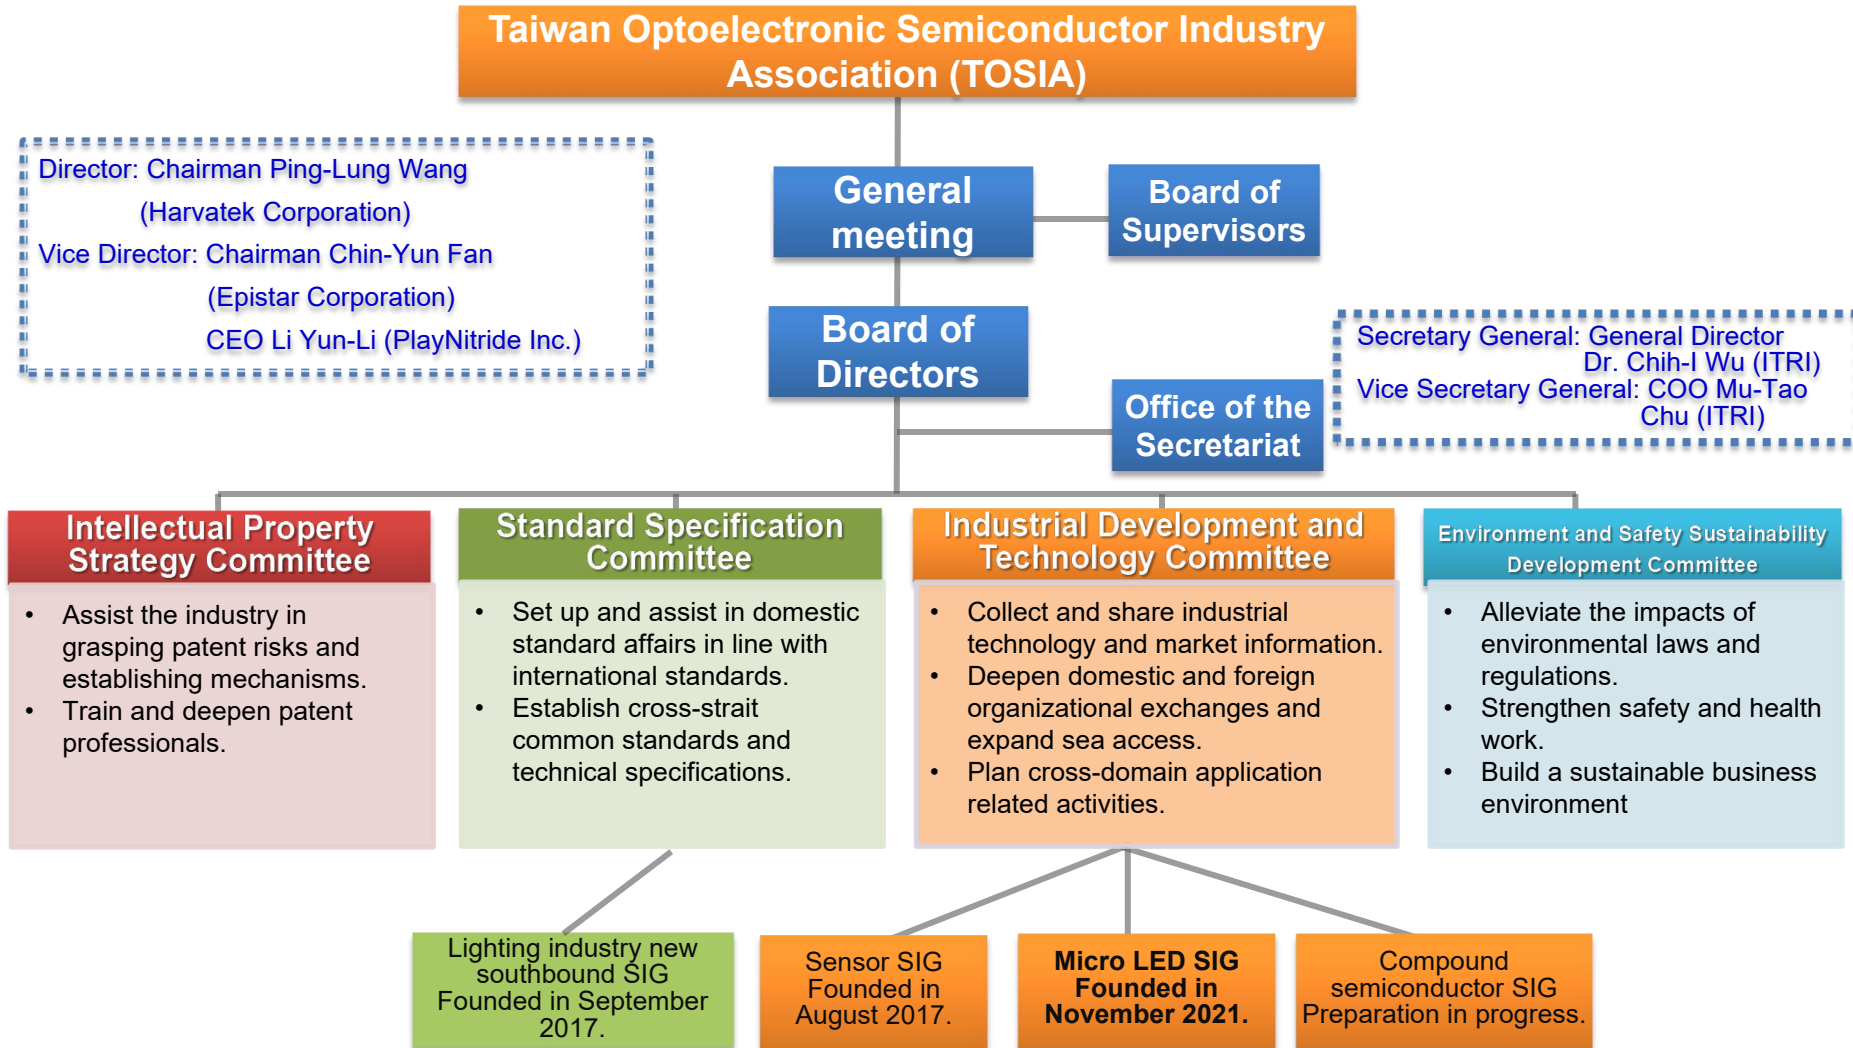 Taiwan Optoelectronic Semiconductor Industry
Association (TOSIA)
Director: Chairman Ping-Lung Wang
(Harvatek Corporation)
Vice Director: Chairman Chin-Yun Fan
(Epistar Corporation)
CEO Li Yun-Li (PlayNitride Inc.)
General
meeting
Board of
Supervisors
Board of
Directors
Office of the
Secretariat
Secretary General: General Director
Dr. Chih-I Wu (ITRI)
Vice Secretary General: COO Mu-Tao
Chu (ITRI)
Intellectual Property
Strategy Committee
• Assist the industry in
grasping patent risks and
establishing mechanisms.
• Train and deepen patent
professionals.
Standard Specification
Committee
• Set up and assist in domestic
standard affairs in line with
international standards.
• Establish cross-strait
common standards and
technical specifications.
Industrial Development and
Technology Committee
• Collect and share industrial
technology and market information.
• Deepen domestic and foreign
organizational exchanges and
expand sea access.
• Plan cross-domain application
related activities.
Environment and Safety Sustainability
Development Committee
• Alleviate the impacts of
environmental laws and
regulations.
• Strengthen safety and health
work.
• Build a sustainable business
environment
Lighting industry new
southbound SIG
Founded in September
2017.
Sensor SIG
Founded in
August 2017.
Micro LED SIG
Founded in
November 2021.
Compound
semiconductor SIG
Preparation in progress.